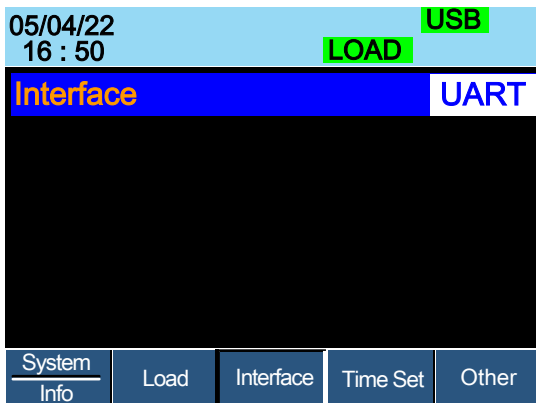 05/04/22 USB
16 : 50 LOAD
Interface UART
System
Info
Load
Interface
Time Set
Other